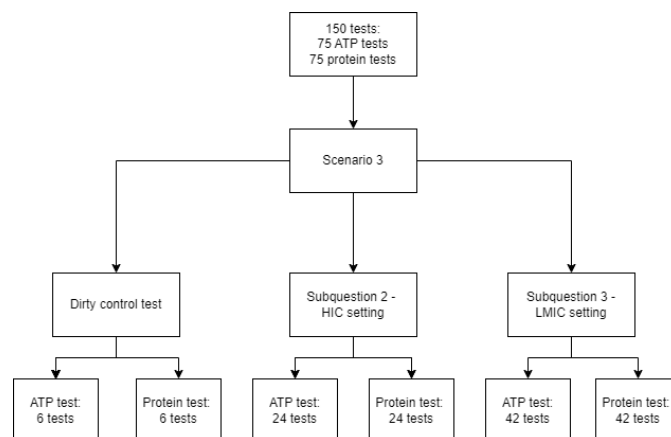 150 tests:
75 ATP tests
75 protein tests
Scenario 3
Dirty control test
Subquestion 2 -
HIC setting
Subquestion 3 -
LMIC setting
ATP test:
6 tests
Protein test:
6 tests
ATP test:
24 tests
Protein test:
24 tests
ATP test:
42 tests
Protein test:
42 tests